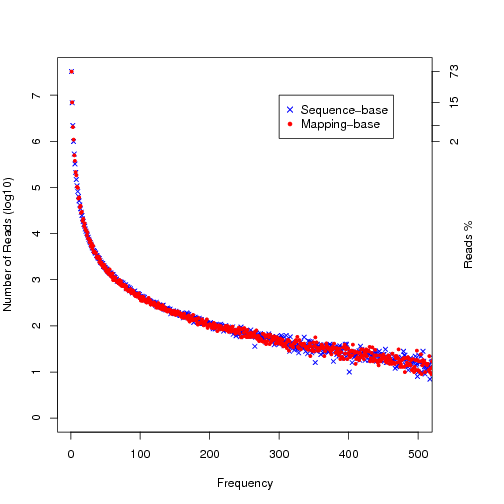 Sequence−base
Mapping−base
Number of Reads (log10)
7
6
5
4
3
2
1
0
73
15
2
Reads %
0 100 200 300 400 500
Frequency